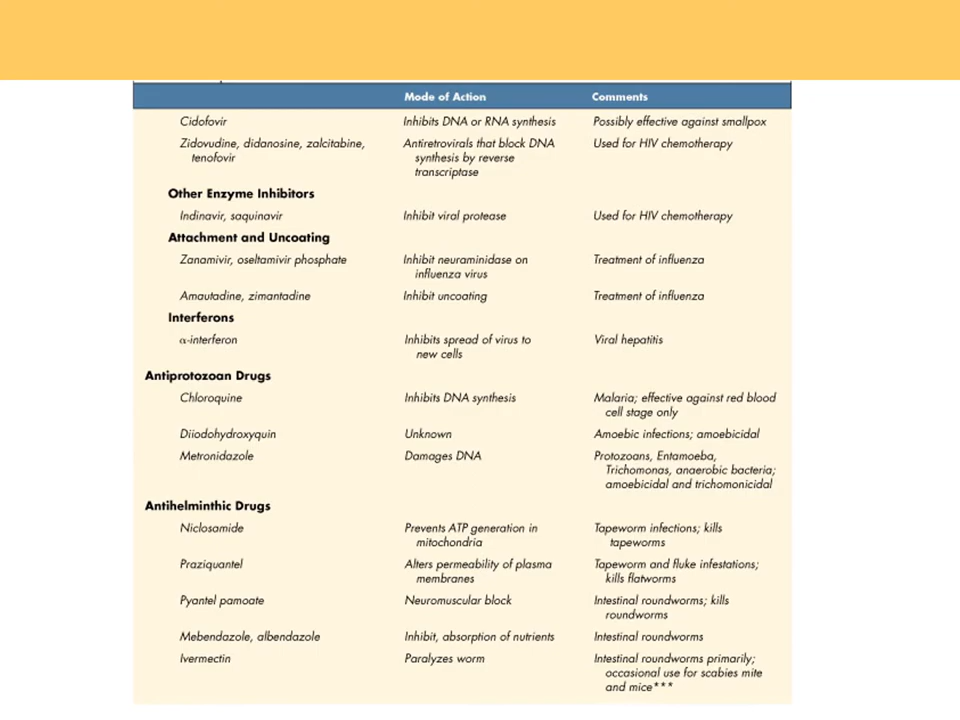 Mode of Action Comments
Cidofovir Inhibits DNA or RNA synthesis Possibly effective against smallpox
Zidovudine, didanosine, zalcitabine, Antiretrovirals that block DNA Used for HIV chemotherapy
tenofovir synthesis by reverse
transcriptase
Other Enzyme Inhibitors
Indinavir, saquinavir Inhibit viral protease Used for HIV chemotherapy
Attachment and Uncoating
Zanamivir, oseltamivir phosphate Inhibit neuraminidase on Treatment of influenza
influenza virus
Amautadine, zimantadine Inhibit uncoating Treatment of influenza
Interferons
α-interferon Inhibits spread of virus to Viral hepatitis
new cells
Antiprotozoan Drugs
Chloroquine Inhibits DNA synthesis Malaria; effective against red blood
cell stage only
Diiodohydroxyquin Unknown Amoebic infections; amoebicidal
Metronidazole Damages DNA Protozoans, Entamoeba,
Trichomonas, anaerobic bacteria;
amoebicidal and trichomonicidal
Antihelminthic Drugs
Niclosamide Prevents ATP generation in Tapeworm infections; kills
mitochondria tapeworms
Praziquantel Alters permeability of plasma Tapeworm and fluke infestations;
membranes kills flatworms
Pyantel pamoate Neuromuscular block Intestinal roundworms; kills
roundworms
Mebendazole, albendazole Inhibit, absorption of nutrients Intestinal roundworms
Ivermectin Paralyzes worm Intestinal roundworms primarily;
occasional use for scabies mite
and mice***